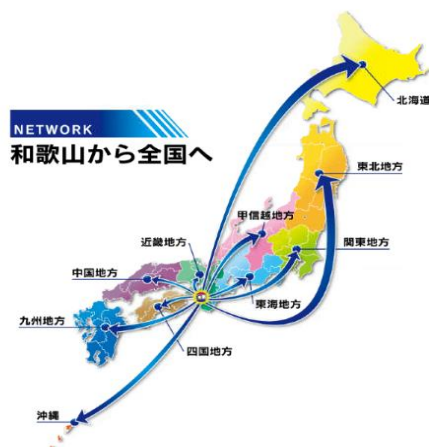 NETWORK
和歌山から全国へ
北海道
東北地方
甲信越地方
近畿地方
関東地方
中国地方
東海地方
九州地方
四国地方
沖縄